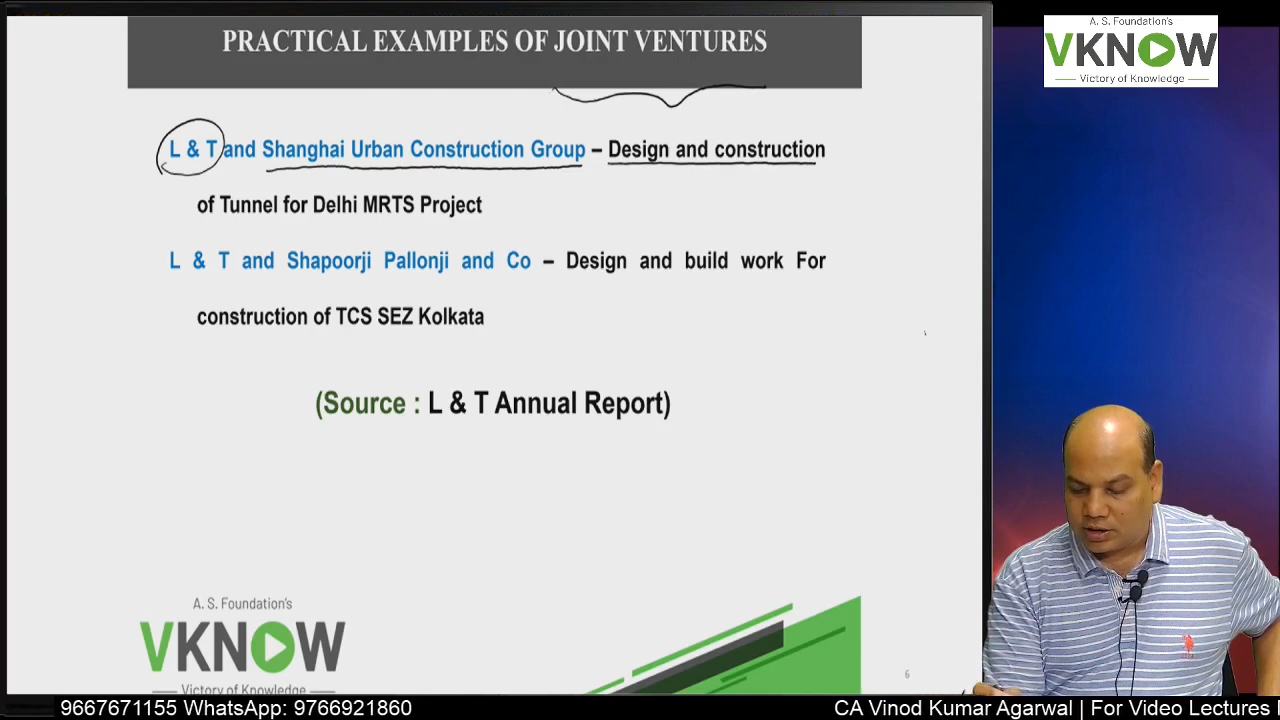 PRACTICAL EXAMPLES OF JOINT VENTURES
A. S. Foundation's
VKNOW
Victory of Knowledge
L & T and Shanghai Urban Construction Group – Design and construction
of Tunnel for Delhi MRTS Project
L & T and Shapoorji Pallonji and Co – Design and build work For
construction of TCS SEZ Kolkata
(Source : L & T Annual Report)
A. S. Foundation's
VKNOW
Victory of Knowledge
6
9667671155 WhatsApp: 9766921860
CA Vinod Kumar Agarwal | For Video Lectures